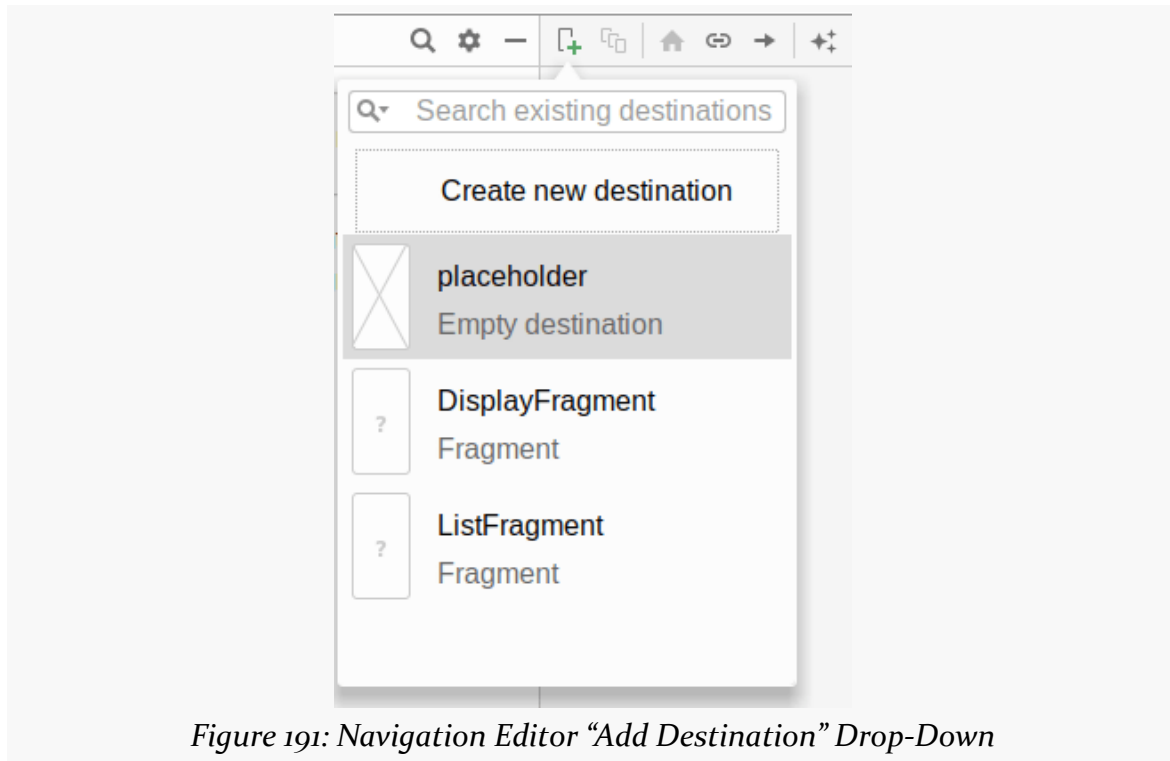 Search existing destinations
Create new destination
placeholder
Empty destination
?
DisplayFragment
Fragment
?
ListFragment
Fragment
Figure 191: Navigation Editor “Add Destination” Drop-Down